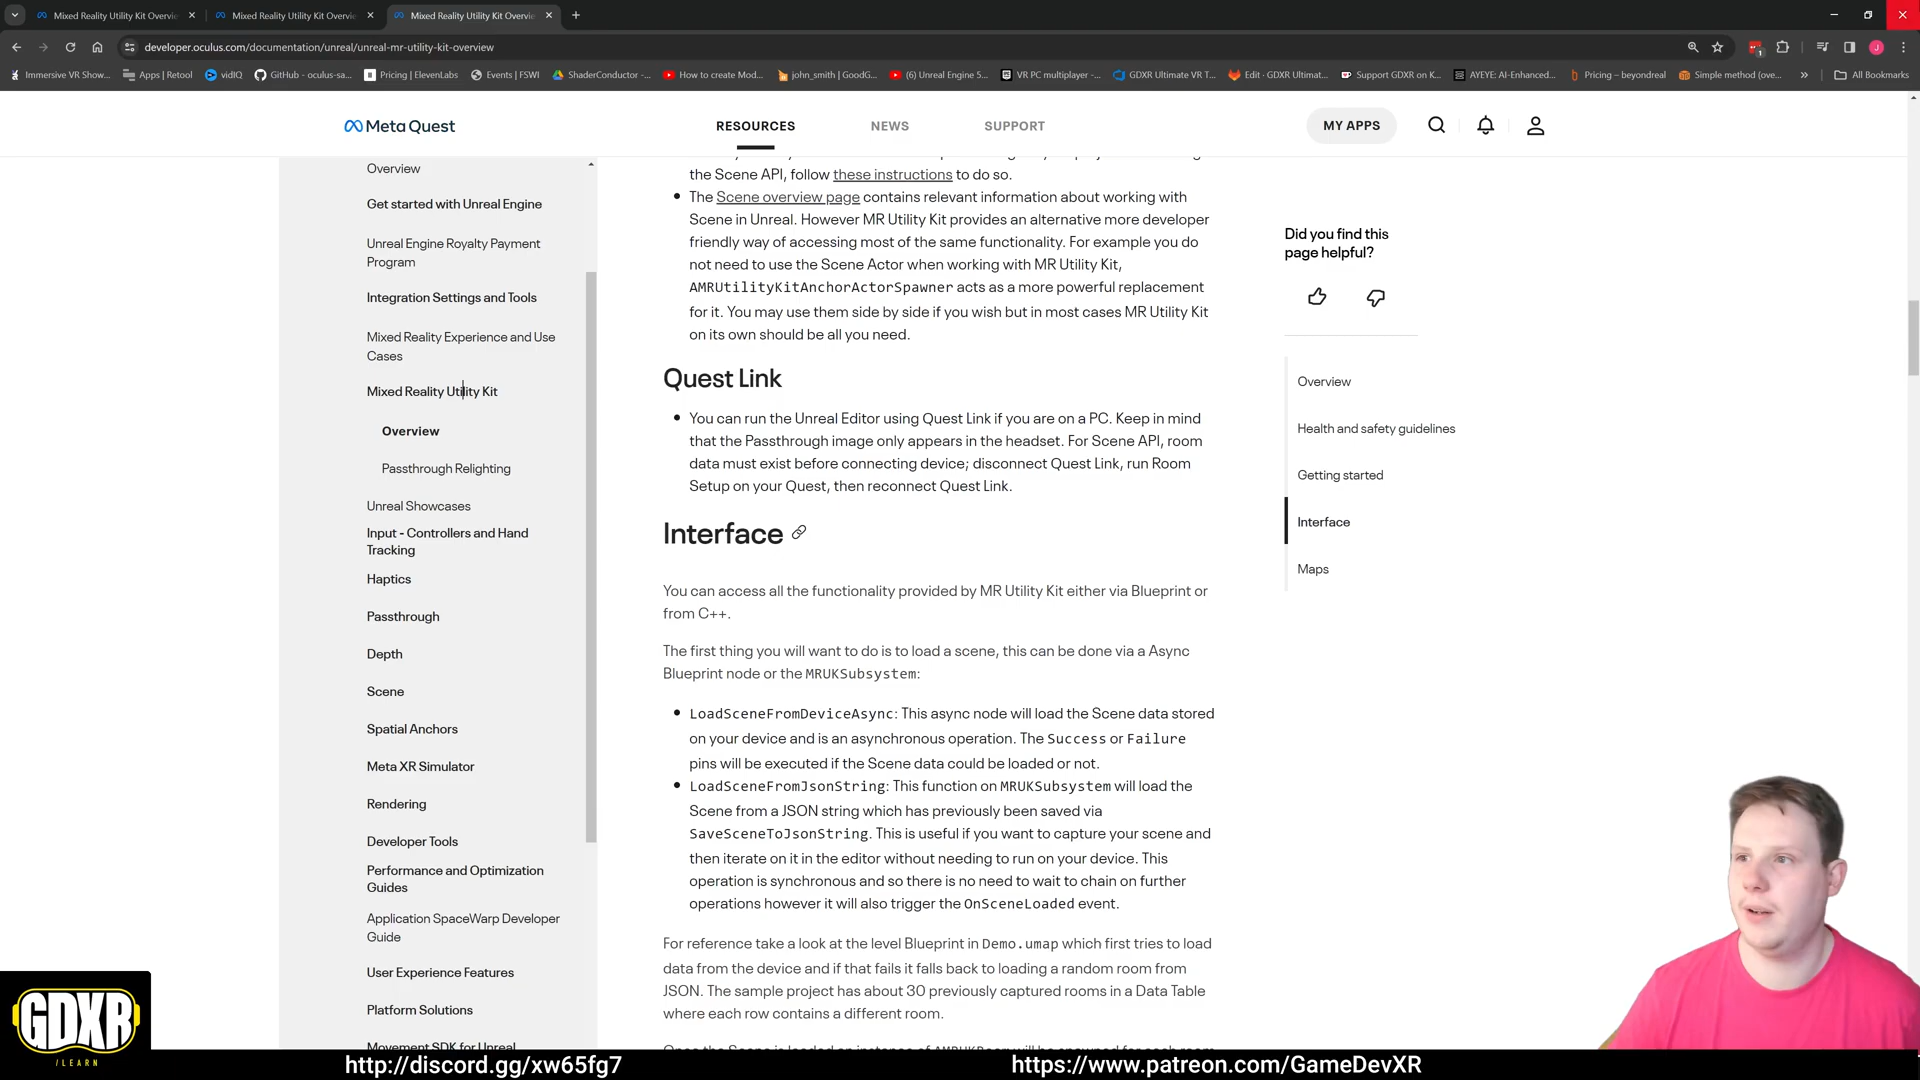 Mixed Reality Utility Kit Overvie
Mixed Reality Utility Kit Overvie
Mixed Reality Utility Kit Overvie
developer.oculus.com/documentation/unreal/unreal-mr-utility-kit-overview
Immersive VR Show...
Apps | Retool
vidIQ
GitHub - oculus-sa...
Pricing | ElevenLabs
Events | FSWI
ShaderConductor -...
How to create Mod...
john_smith | GoodG...
(6) Unreal Engine 5...
VR PC multiplayer -...
GDXR Ultimate VR T...
Edit · GDXR Ultimat...
Support GDXR on K...
AYEYE: AI-Enhanced...
Pricing – beyondreal
Simple method (ove...
»
All Bookmarks
Meta Quest
RESOURCES
NEWS
SUPPORT
MY APPS
Overview
Get started with Unreal Engine
Unreal Engine Royalty Payment
Program
Integration Settings and Tools
Mixed Reality Experience and Use
Cases
Mixed Reality Utility Kit
Overview
Passthrough Relighting
Unreal Showcases
Input - Controllers and Hand
Tracking
Haptics
Passthrough
Depth
Scene
Spatial Anchors
Meta XR Simulator
Rendering
Developer Tools
Performance and Optimization
Guides
Application SpaceWarp Developer
Guide
User Experience Features
Platform Solutions
Movement SDK for Unreal
the Scene API, follow these instructions to do so.
• The Scene overview page contains relevant information about working with
Scene in Unreal. However MR Utility Kit provides an alternative more developer
friendly way of accessing most of the same functionality. For example you do
not need to use the Scene Actor when working with MR Utility Kit,
AMRUtilityKitAnchorActorSpawner acts as a more powerful replacement
for it. You may use them side by side if you wish but in most cases MR Utility Kit
on its own should be all you need.
Quest Link
• You can run the Unreal Editor using Quest Link if you are on a PC. Keep in mind
that the Passthrough image only appears in the headset. For Scene API, room
data must exist before connecting device; disconnect Quest Link, run Room
Setup on your Quest, then reconnect Quest Link.
Interface
You can access all the functionality provided by MR Utility Kit either via Blueprint or
from C++.
The first thing you will want to do is to load a scene, this can be done via a Async
Blueprint node or the MRUKSubsystem:
• LoadSceneFromDeviceAsync: This async node will load the Scene data stored
on your device and is an asynchronous operation. The Success or Failure
pins will be executed if the Scene data could be loaded or not.
• LoadSceneFromJsonString: This function on MRUKSubsystem will load the
Scene from a JSON string which has previously been saved via
SaveSceneToJsonString. This is useful if you want to capture your scene and
then iterate on it in the editor without needing to run on your device. This
operation is synchronous and so there is no need to wait to chain on further
operations however it will also trigger the OnSceneLoaded event.
For reference take a look at the level Blueprint in Demo.umap which first tries to load
data from the device and if that fails it falls back to loading a random room from
JSON. The sample project has about 30 previously captured rooms in a Data Table
where each row contains a different room.
Did you find this
page helpful?
Overview
Health and safety guidelines
Getting started
Interface
Maps
GDXR
/LEARN
http://discord.gg/xw65fg7
https://www.patreon.com/GameDevXR